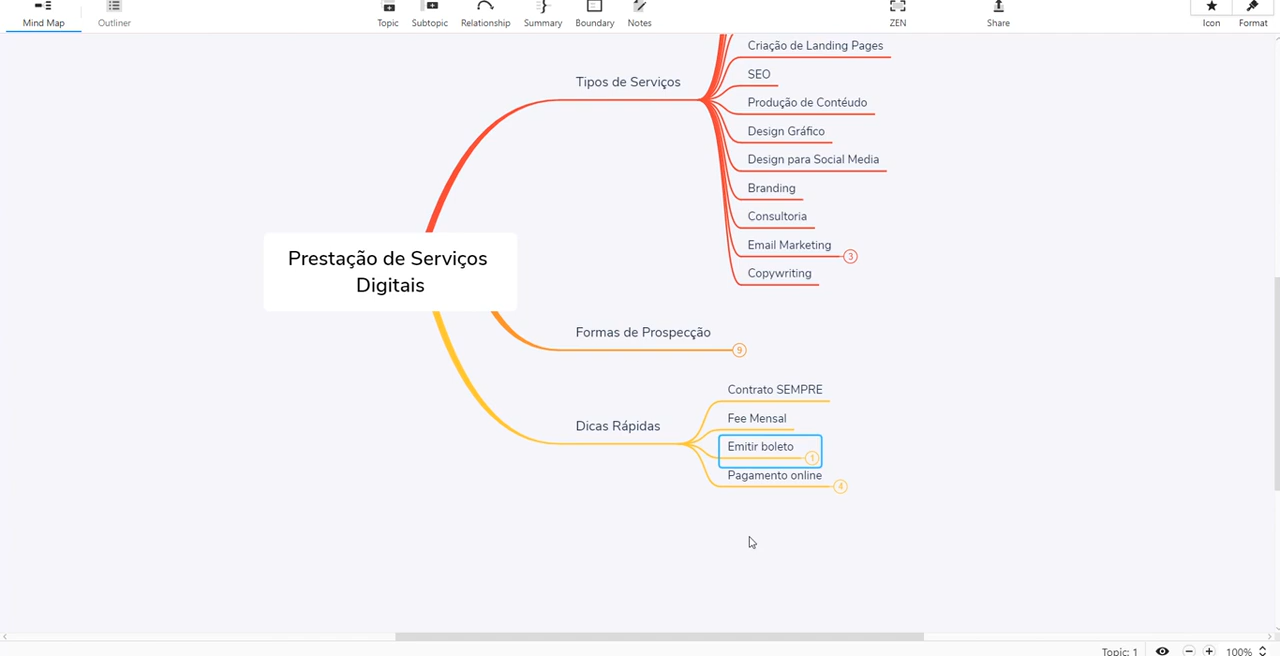 Mind Map
Outliner
Topic
Subtopic
Relationship
Summary
Boundary
Notes
ZEN
Share
Icon
Format
Criação de Landing Pages
SEO
Tipos de Serviços
Produção de Contéudo
Design Gráfico
Design para Social Media
Branding
Consultoria
Email Marketing
3
Copywriting
Prestação de Serviços
Digitais
Formas de Prospecção
9
Contrato SEMPRE
Fee Mensal
Dicas Rápidas
Emitir boleto
1
Pagamento online
4
Topic: 1
100%